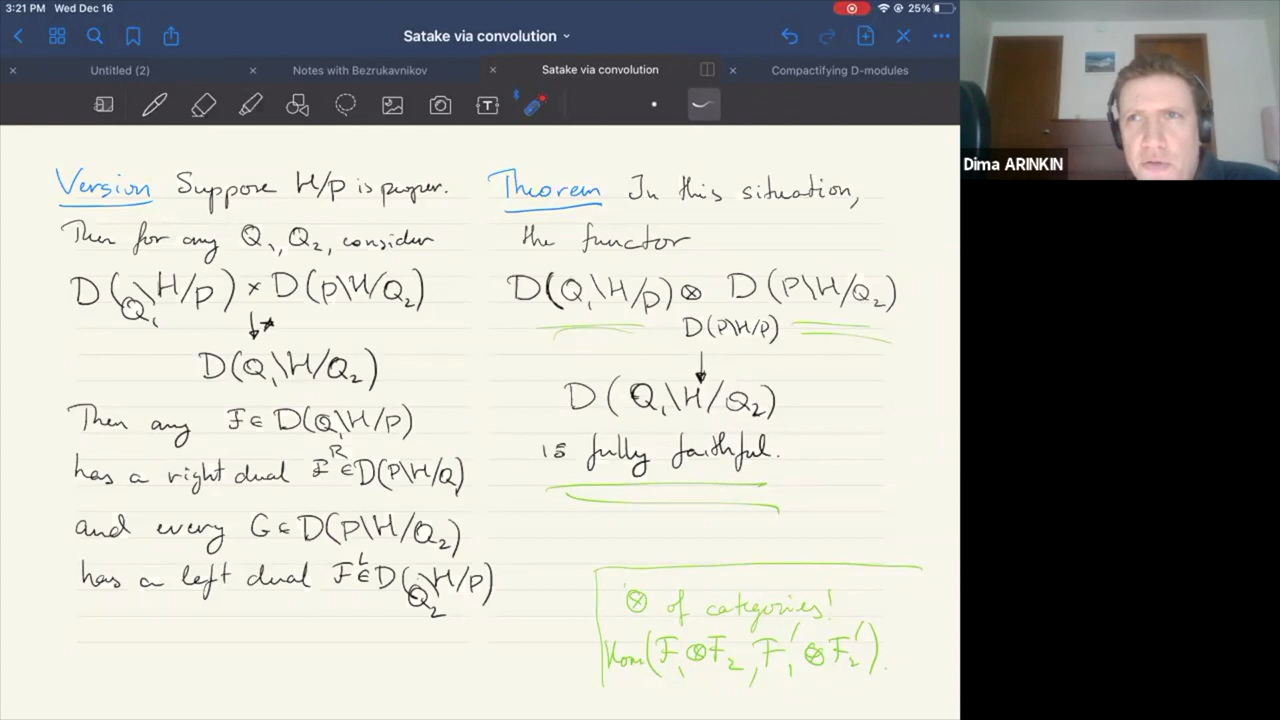 3:21 PM Wed Dec 16
25%
Satake via convolution
Untitled (2)
Notes with Bezrukavnikov
Satake via convolution
Compactifying D-modules
Dima ARINKIN
Version Suppose H/P is proper.
Then for any Q₁, Q₂, consider
D(Q₁\H/P) × D(P\H/Q₂)
↓*
D(Q₁\H/Q₂)
Then any F ∈ D(Q₁\H/P)
has a right dual F^R ∈ D(P\H/Q₁)
and every G ∈ D(P\H/Q₂)
has a left dual F^L ∈ D(Q₂\H/P)
Theorem In this situation,
the functor
D(Q₁\H/P) ⊗ D(P\H/Q₂)
D(P\H/P)
↓
D(Q₁\H/Q₂)
is fully faithful.
⊗ of categories!
Hom(F₁⊗F₂, F₁'⊗F₂').